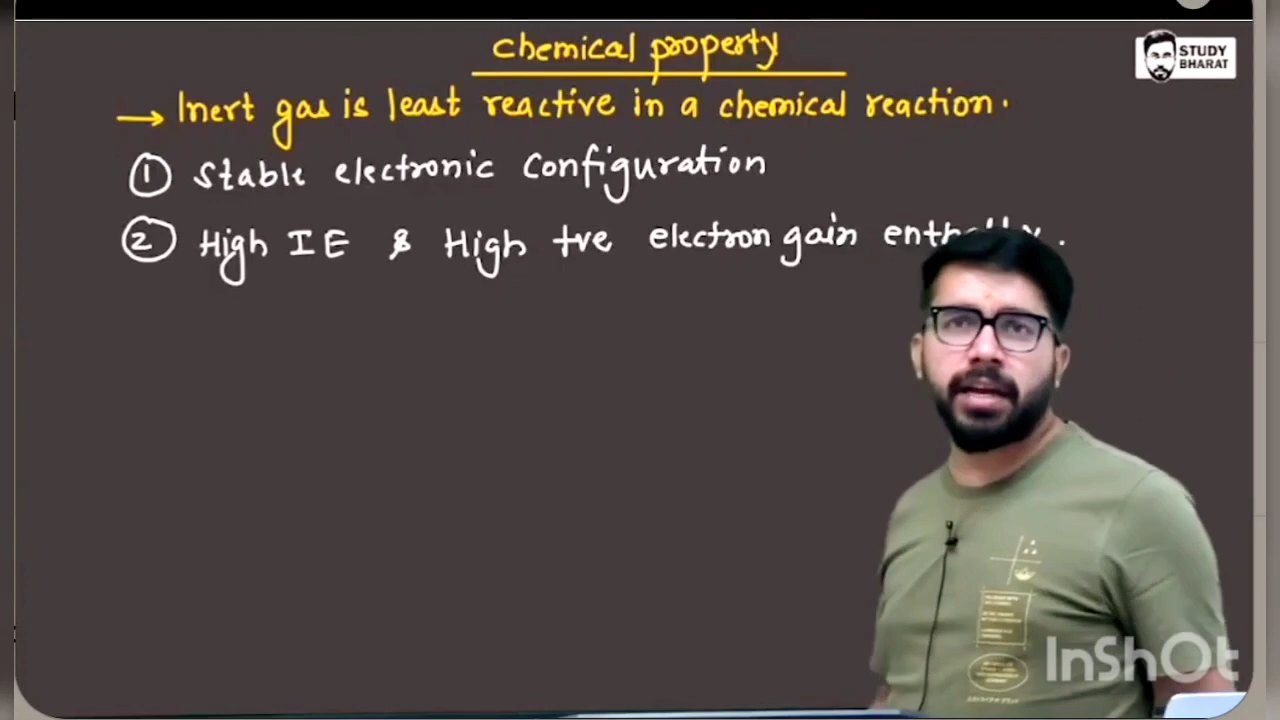 Chemical property
→ Inert gas is least reactive in a chemical reaction.
① Stable electronic configuration
② High IE & High +ve electron gain
STUDY
BHARAT
InShOt